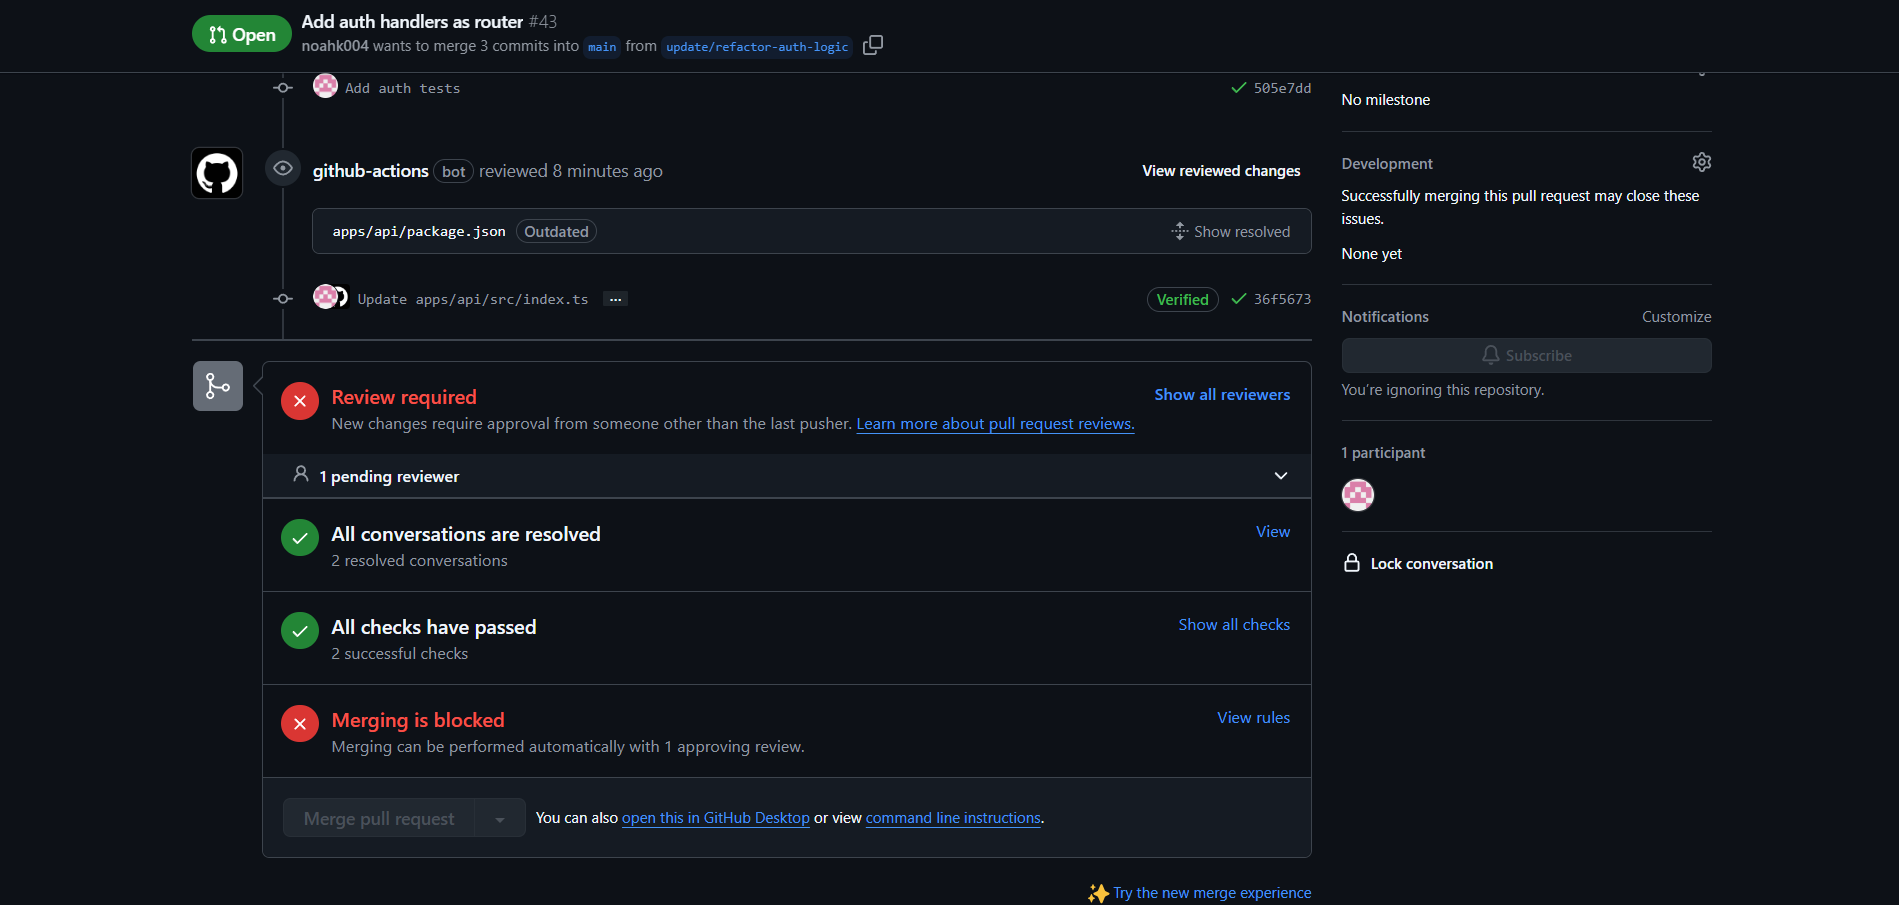 Open
Add auth handlers as router #43
noahk004 wants to merge 3 commits into main from update/refactor-auth-logic
Add auth tests
505e7dd
github-actions bot reviewed 8 minutes ago
View reviewed changes
apps/api/package.json Outdated
Show resolved
Update apps/api/src/index.ts ...
Verified 36f5673
Review required
Show all reviewers
New changes require approval from someone other than the last pusher. Learn more about pull request reviews.
1 pending reviewer
All conversations are resolved
View
2 resolved conversations
All checks have passed
Show all checks
2 successful checks
Merging is blocked
View rules
Merging can be performed automatically with 1 approving review.
Merge pull request
You can also open this in GitHub Desktop or view command line instructions.
Try the new merge experience
No milestone
Development
Successfully merging this pull request may close these
issues.
None yet
Notifications
Customize
Subscribe
You're ignoring this repository.
1 participant
Lock conversation